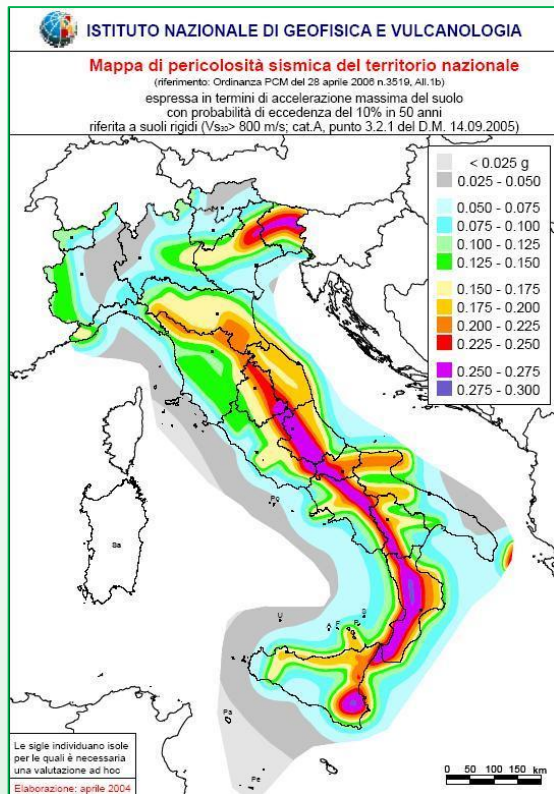 ISTITUTO NAZIONALE DI GEOFISICA E VULCANOLOGIA
Mappa di pericolosità sismica del territorio nazionale
(riferimento: Ordinanza PCM del 28 aprile 2006 n.3519, All.1b)
espressa in termini di accelerazione massima del suolo
con probabilità di eccedenza del 10% in 50 anni
riferita a suoli rigidi (Vs₃₀> 800 m/s; cat.A, punto 3.2.1 del D.M. 14.09.2005)
< 0.025 g
0.025 - 0.050
0.050 - 0.075
0.075 - 0.100
0.100 - 0.125
0.125 - 0.150
0.150 - 0.175
0.175 - 0.200
0.200 - 0.225
0.225 - 0.250
0.250 - 0.275
0.275 - 0.300
Sa
U
Pa
Pe
Le sigle individuano isole
per le quali è necessaria
una valutazione ad hoc
Elaborazione: aprile 2004
0 50 100 150 km